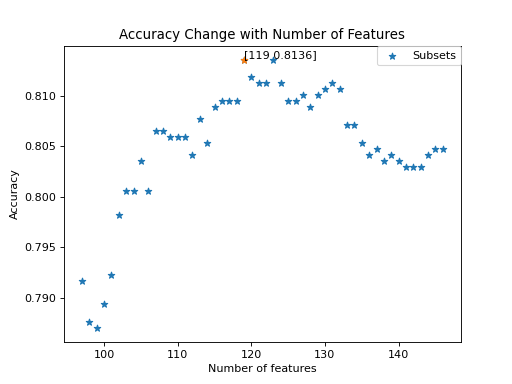 Accuracy Change with Number of Features
[119,0.8136]
Subsets
0.810
0.805
0.800
0.795
0.790
Accuracy
100 110 120 130 140
Number of features